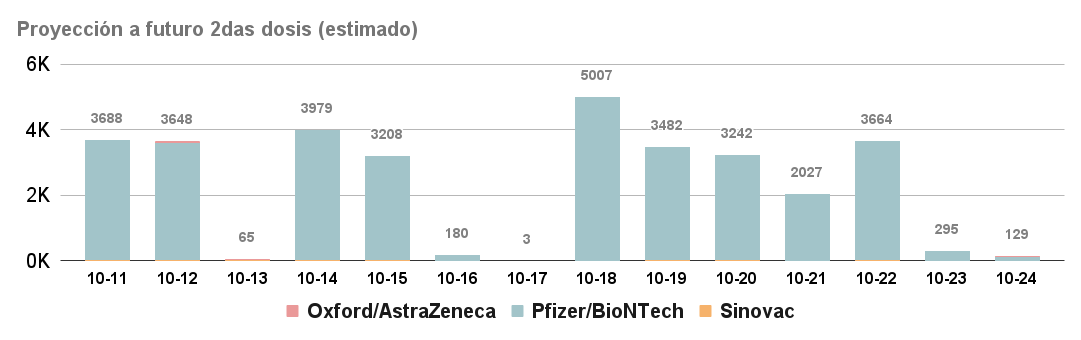 Proyección a futuro 2das dosis (estimado)
6K
4K
2K
0K
3688
3648
65
3979
3208
180
3
5007
3482
3242
2027
3664
295
129
10-11 10-12 10-13 10-14 10-15 10-16 10-17 10-18 10-19 10-20 10-21 10-22 10-23 10-24
Oxford/AstraZeneca Pfizer/BioNTech Sinovac